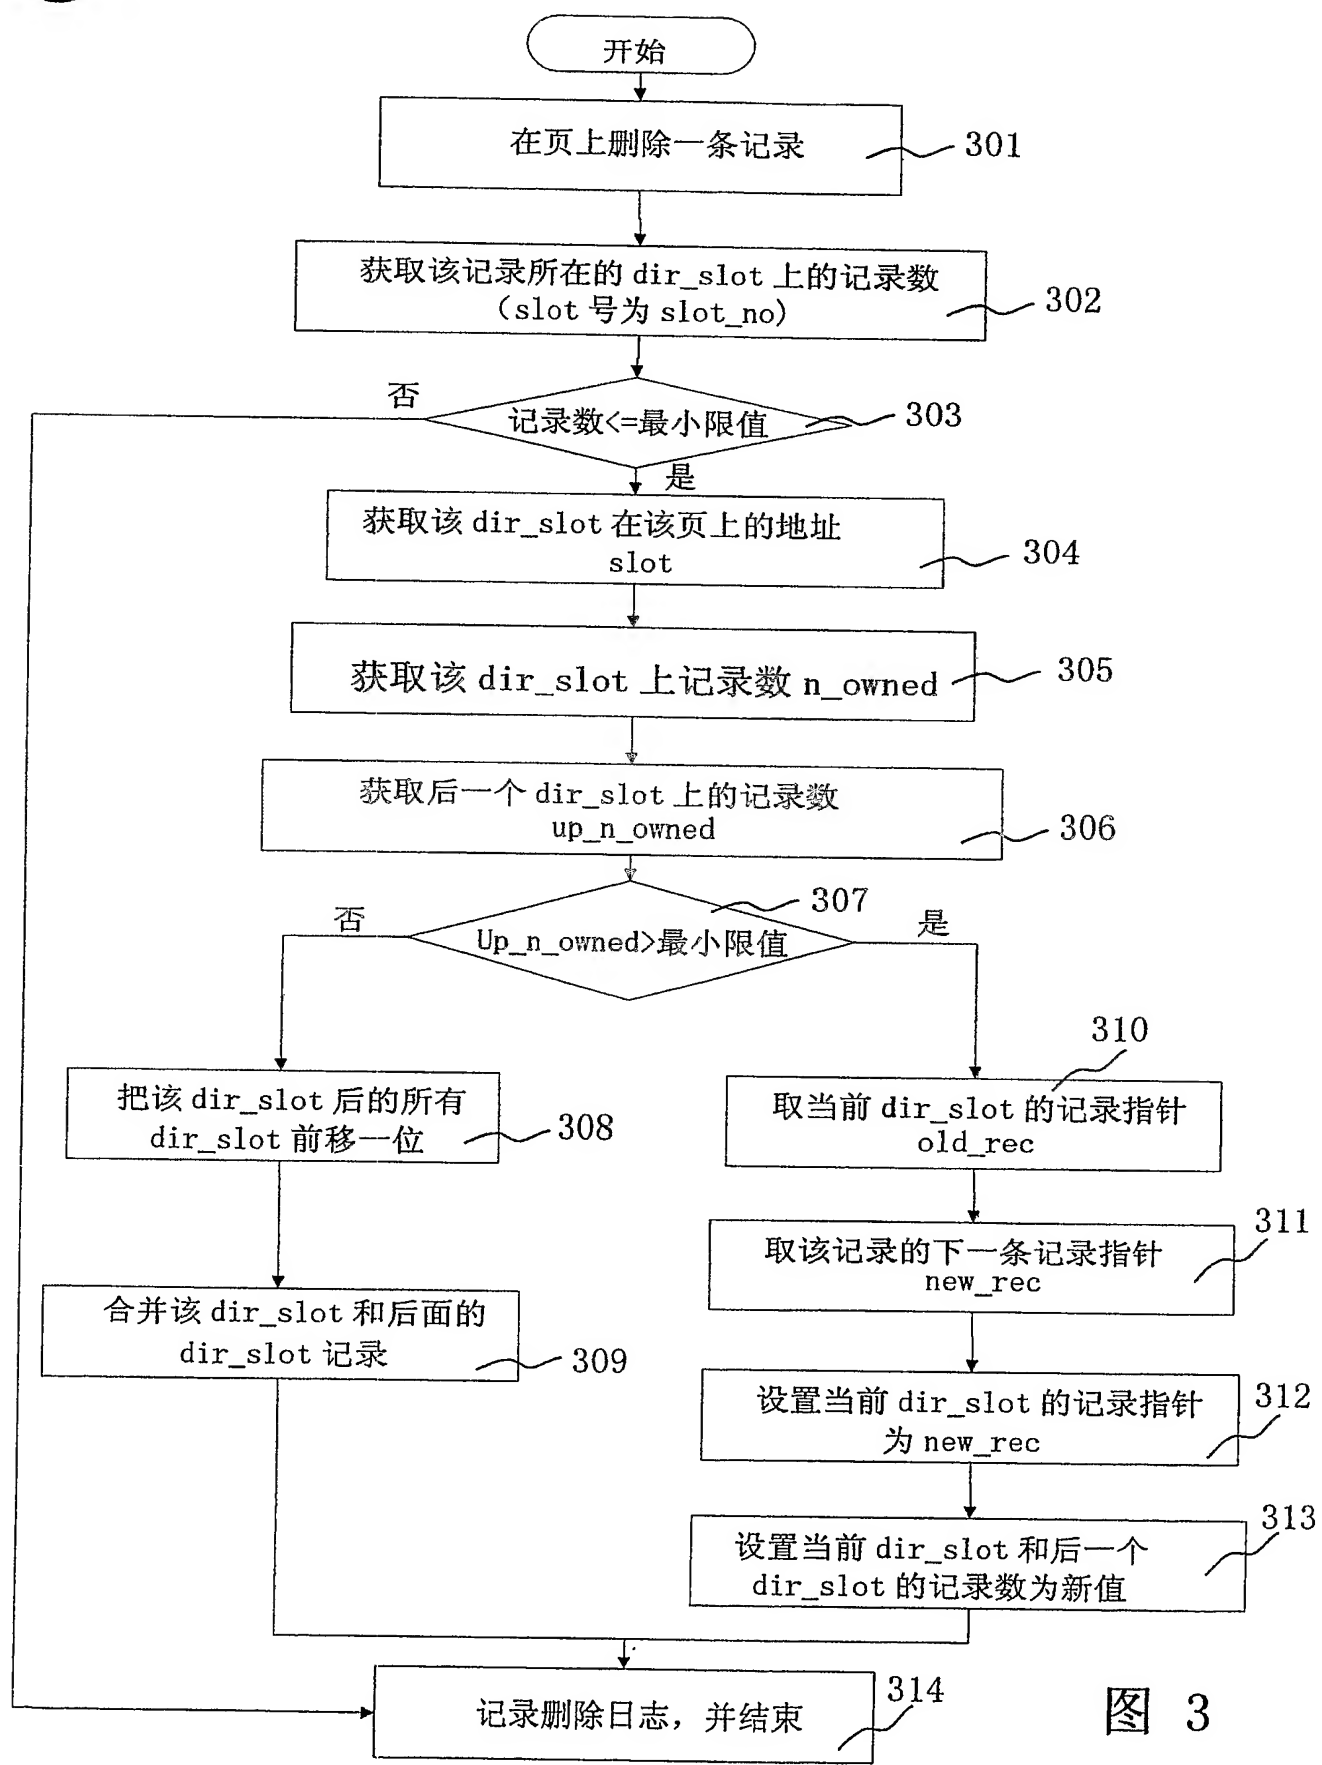 开始
在页上删除一条记录
301
获取该记录所在的 dir_slot 上的记录数
（slot 号为 slot_no)
302
否
记录数<=最小限值
303
是
获取该 dir_slot 在该页上的地址
slot
304
获取该 dir_slot 上记录数 n_owned
305
获取后一个 dir_slot 上的记录数
up_n_owned
306
307
否
Up_n_owned>最小限值
是
310
把该 dir_slot 后的所有
dir_slot 前移一位
308
取当前 dir_slot 的记录指针
old_rec
311
取该记录的下一条记录指针
new_rec
合并该 dir_slot 和后面的
dir_slot 记录
309
设置当前 dir_slot 的记录指针
为 new_rec
312
313
设置当前 dir_slot 和后一个
dir_slot 的记录数为新值
314
记录删除日志，并结束
图 3